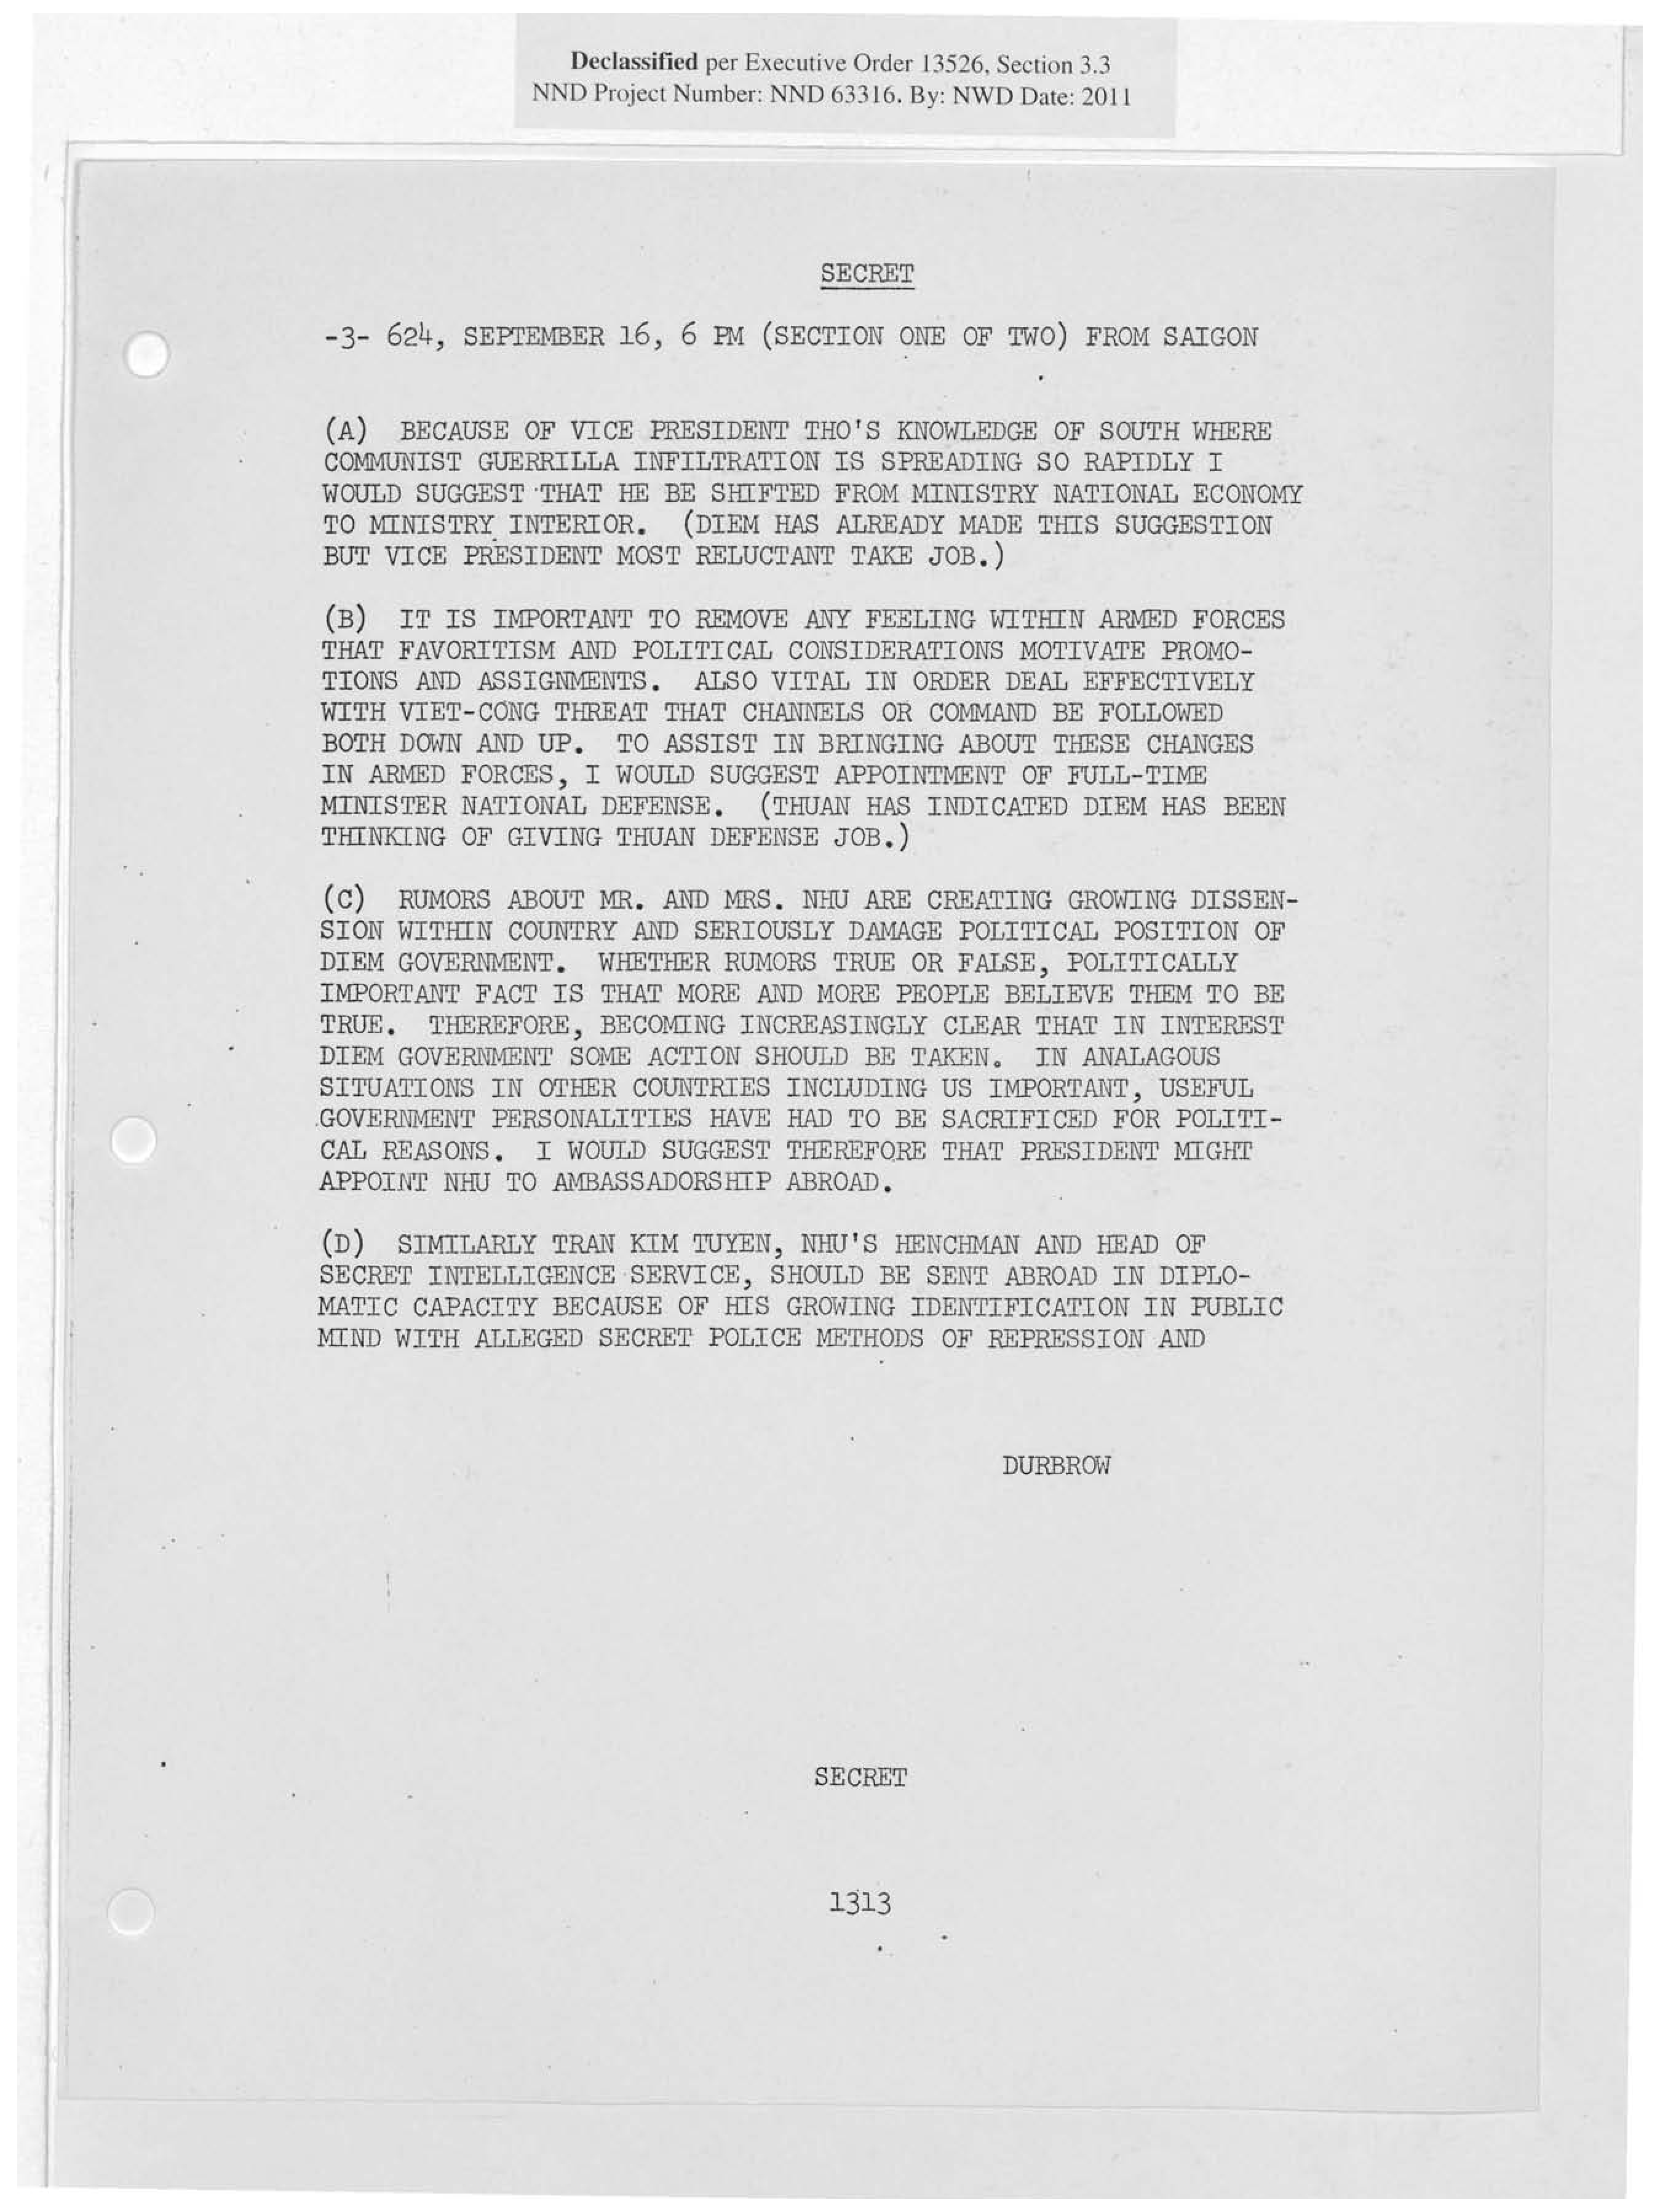 Declassified per Executive Order 13526, Section 3.3
NND Project Number: NND 63316. By: NWD Date: 2011
SECRET
-3- 624, SEPTEMBER 16, 6 PM (SECTION ONE OF TWO) FROM SAIGON
(A) BECAUSE OF VICE PRESIDENT THO'S KNOWLEDGE OF SOUTH WHERE
COMMUNIST GUERRILLA INFILTRATION IS SPREADING SO RAPIDLY I
WOULD SUGGEST THAT HE BE SHIFTED FROM MINISTRY NATIONAL ECONOMY
TO MINISTRY INTERIOR. (DIEM HAS ALREADY MADE THIS SUGGESTION
BUT VICE PRESIDENT MOST RELUCTANT TAKE JOB.)
(B) IT IS IMPORTANT TO REMOVE ANY FEELING WITHIN ARMED FORCES
THAT FAVORITISM AND POLITICAL CONSIDERATIONS MOTIVATE PROMO-
TIONS AND ASSIGNMENTS. ALSO VITAL IN ORDER DEAL EFFECTIVELY
WITH VIET-CONG THREAT THAT CHANNELS OR COMMAND BE FOLLOWED
BOTH DOWN AND UP. TO ASSIST IN BRINGING ABOUT THESE CHANGES
IN ARMED FORCES, I WOULD SUGGEST APPOINTMENT OF FULL-TIME
MINISTER NATIONAL DEFENSE. (THUAN HAS INDICATED DIEM HAS BEEN
THINKING OF GIVING THUAN DEFENSE JOB.)
(C) RUMORS ABOUT MR. AND MRS. NHU ARE CREATING GROWING DISSEN-
SION WITHIN COUNTRY AND SERIOUSLY DAMAGE POLITICAL POSITION OF
DIEM GOVERNMENT. WHETHER RUMORS TRUE OR FALSE, POLITICALLY
IMPORTANT FACT IS THAT MORE AND MORE PEOPLE BELIEVE THEM TO BE
TRUE. THEREFORE, BECOMING INCREASINGLY CLEAR THAT IN INTEREST
DIEM GOVERNMENT SOME ACTION SHOULD BE TAKEN. IN ANALAGOUS
SITUATIONS IN OTHER COUNTRIES INCLUDING US IMPORTANT, USEFUL
GOVERNMENT PERSONALITIES HAVE HAD TO BE SACRIFICED FOR POLITI-
CAL REASONS. I WOULD SUGGEST THEREFORE THAT PRESIDENT MIGHT
APPOINT NHU TO AMBASSADORSHIP ABROAD.
(D) SIMILARLY TRAN KIM TUYEN, NHU'S HENCHMAN AND HEAD OF
SECRET INTELLIGENCE SERVICE, SHOULD BE SENT ABROAD IN DIPLO-
MATIC CAPACITY BECAUSE OF HIS GROWING IDENTIFICATION IN PUBLIC
MIND WITH ALLEGED SECRET POLICE METHODS OF REPRESSION AND
DURBROW
SECRET
1313